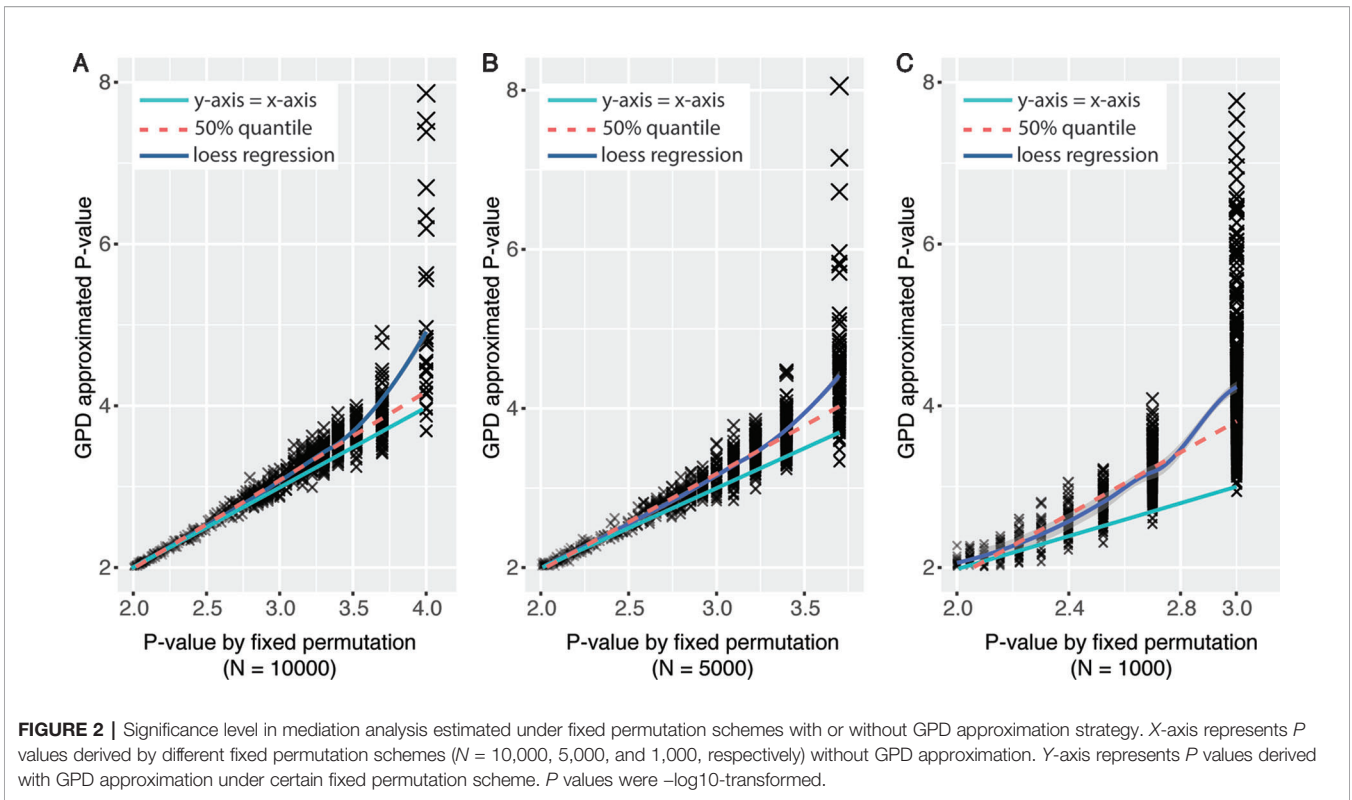 A
8
6
4
2
GPD approximated P-value
y-axis = x-axis
50% quantile
loess regression
2.0 2.5 3.0 3.5 4.0
P-value by fixed permutation
(N = 10000)
B
8
6
4
2
GPD approximated P-value
y-axis = x-axis
50% quantile
loess regression
2.0 2.5 3.0 3.5
P-value by fixed permutation
(N = 5000)
C
8
6
4
2
GPD approximated P-value
y-axis = x-axis
50% quantile
loess regression
2.0 2.4 2.8 3.0
P-value by fixed permutation
(N = 1000)
FIGURE 2 | Significance level in mediation analysis estimated under fixed permutation schemes with or without GPD approximation strategy. X-axis represents P
values derived by different fixed permutation schemes (N = 10,000, 5,000, and 1,000, respectively) without GPD approximation. Y-axis represents P values derived
with GPD approximation under certain fixed permutation scheme. P values were −log10-transformed.